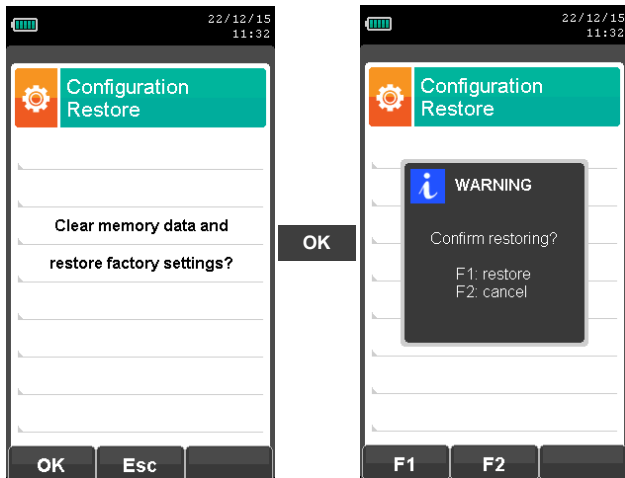 22/12/15
11:32
Configuration
Restore
Clear memory data and
restore factory settings?
OK Esc
OK
22/12/15
11:32
Configuration
Restore
i WARNING
Confirm restoring?
F1: restore
F2: cancel
F1 F2